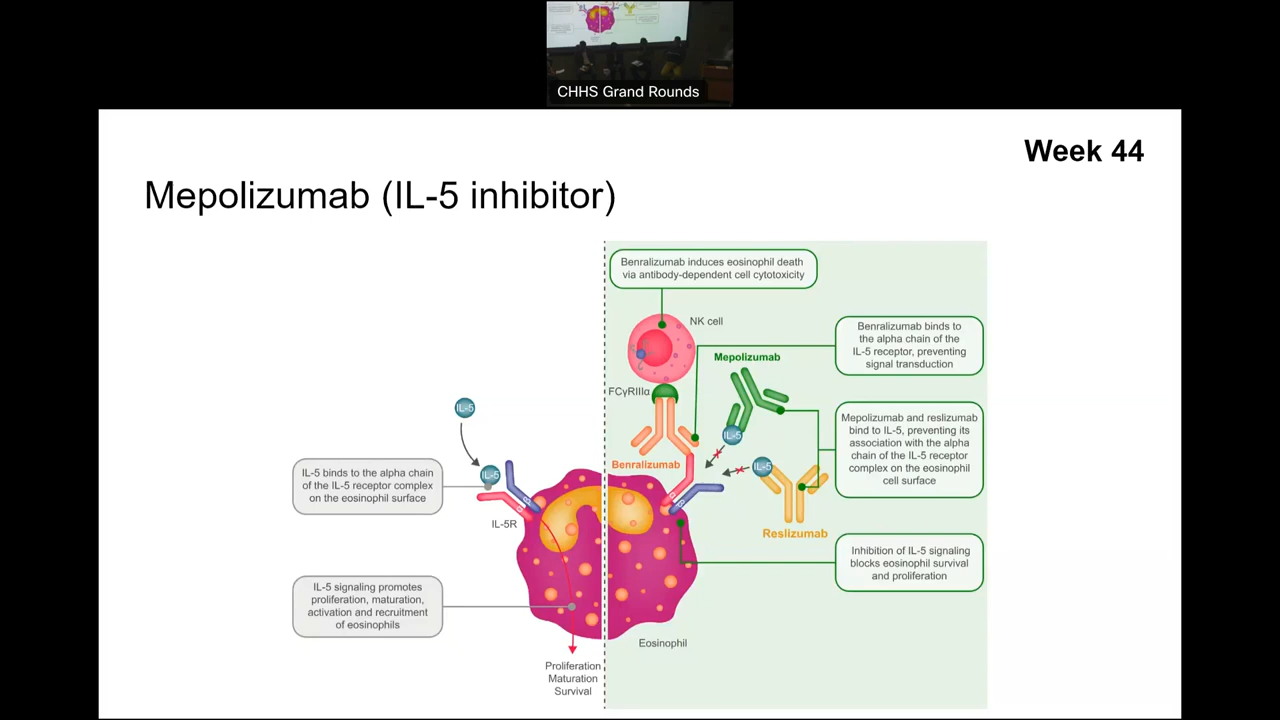 CHHS Grand Rounds
Week 44
Mepolizumab (IL-5 inhibitor)
Benralizumab induces eosinophil death
via antibody-dependent cell cytotoxicity
NK cell
Benralizumab binds to
the alpha chain of the
IL-5 receptor, preventing
signal transduction
Mepolizumab
FCγRIIIα
IL-5
IL-5
Mepolizumab and reslizumab
bind to IL-5, preventing its
association with the alpha
chain of the IL-5 receptor
complex on the eosinophil
cell surface
Benralizumab
IL-5
IL-5
IL-5 binds to the alpha chain
of the IL-5 receptor complex
on the eosinophil surface
IL-5R
Reslizumab
Inhibition of IL-5 signaling
blocks eosinophil survival
and proliferation
IL-5 signaling promotes
proliferation, maturation,
activation and recruitment
of eosinophils
Eosinophil
Proliferation
Maturation
Survival